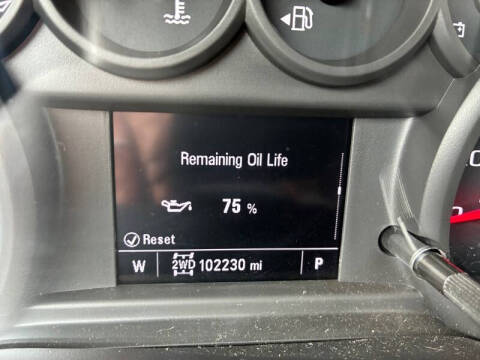 Remaining Oil Life
75 %
Reset
W 2WD 102230 mi P